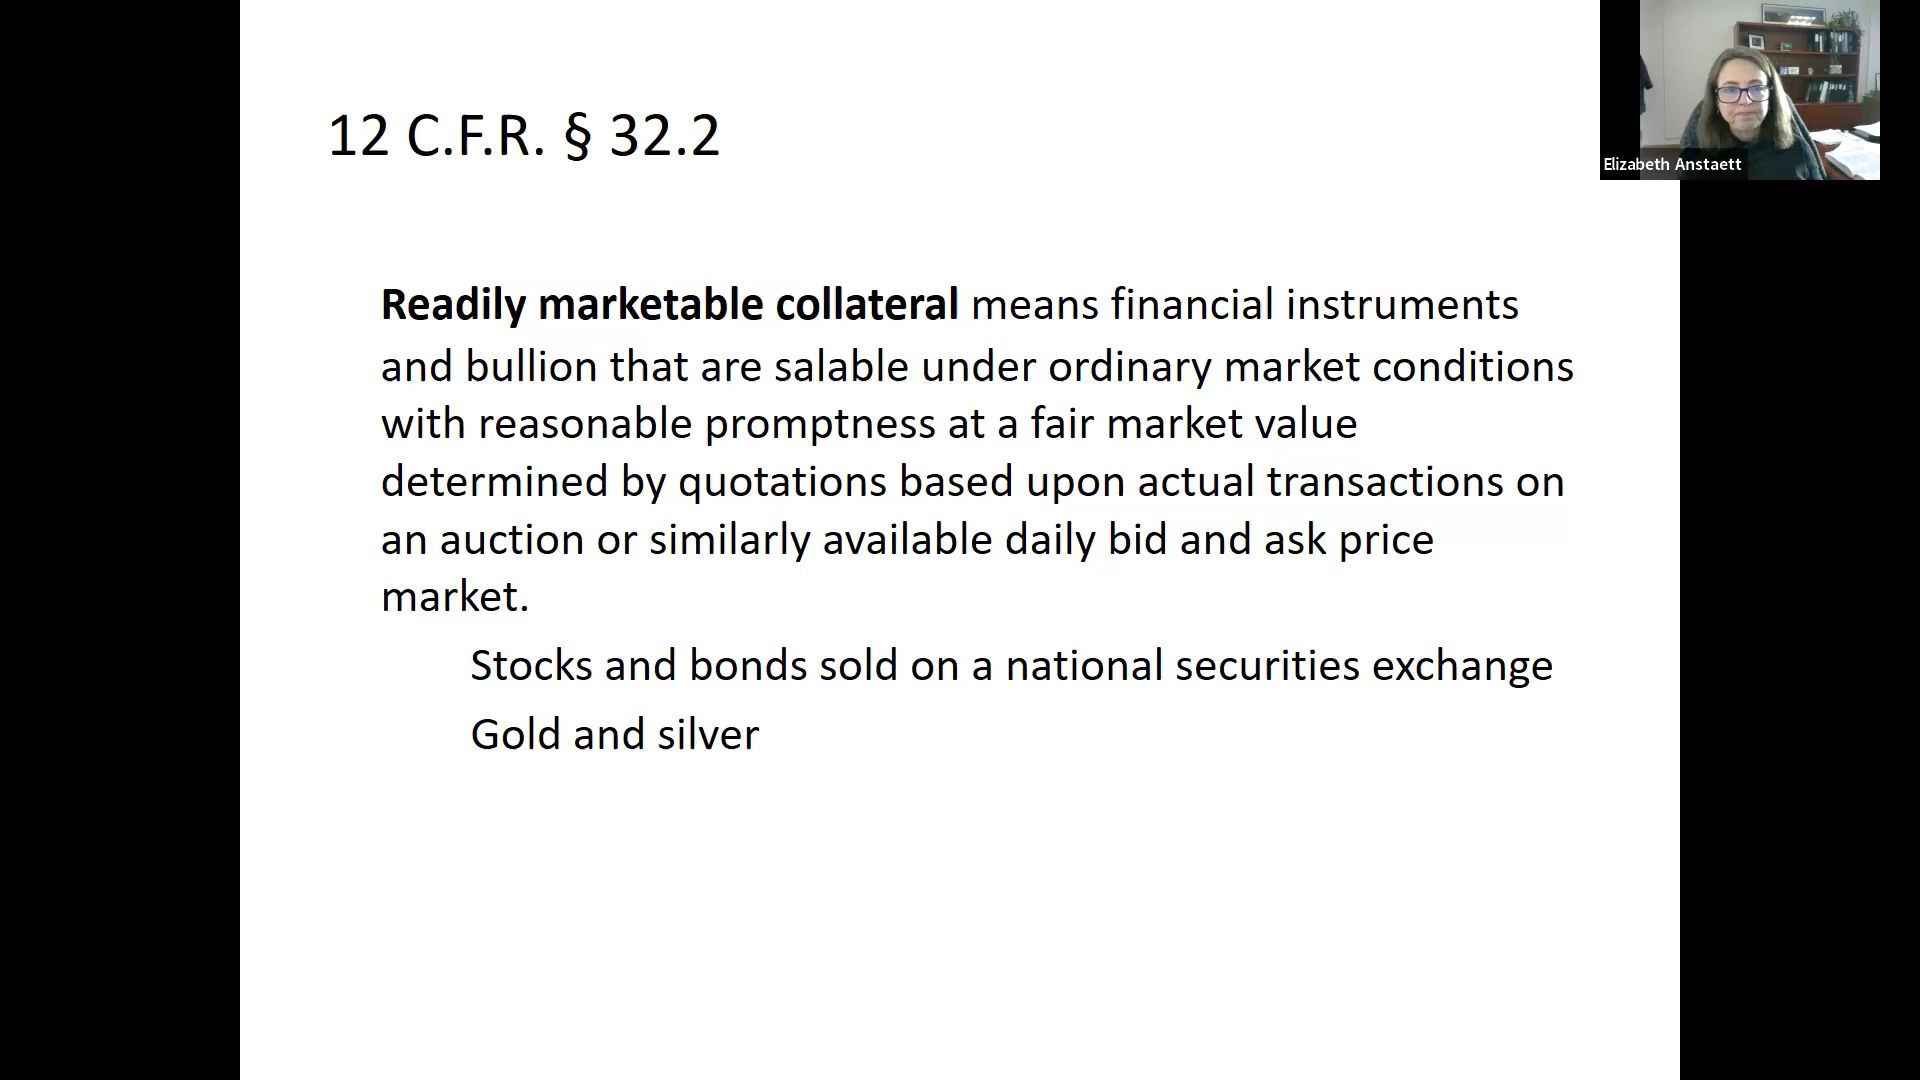 12 C.F.R. § 32.2
Elizabeth Anstaett
Readily marketable collateral means financial instruments
and bullion that are salable under ordinary market conditions
with reasonable promptness at a fair market value
determined by quotations based upon actual transactions on
an auction or similarly available daily bid and ask price
market.
Stocks and bonds sold on a national securities exchange
Gold and silver